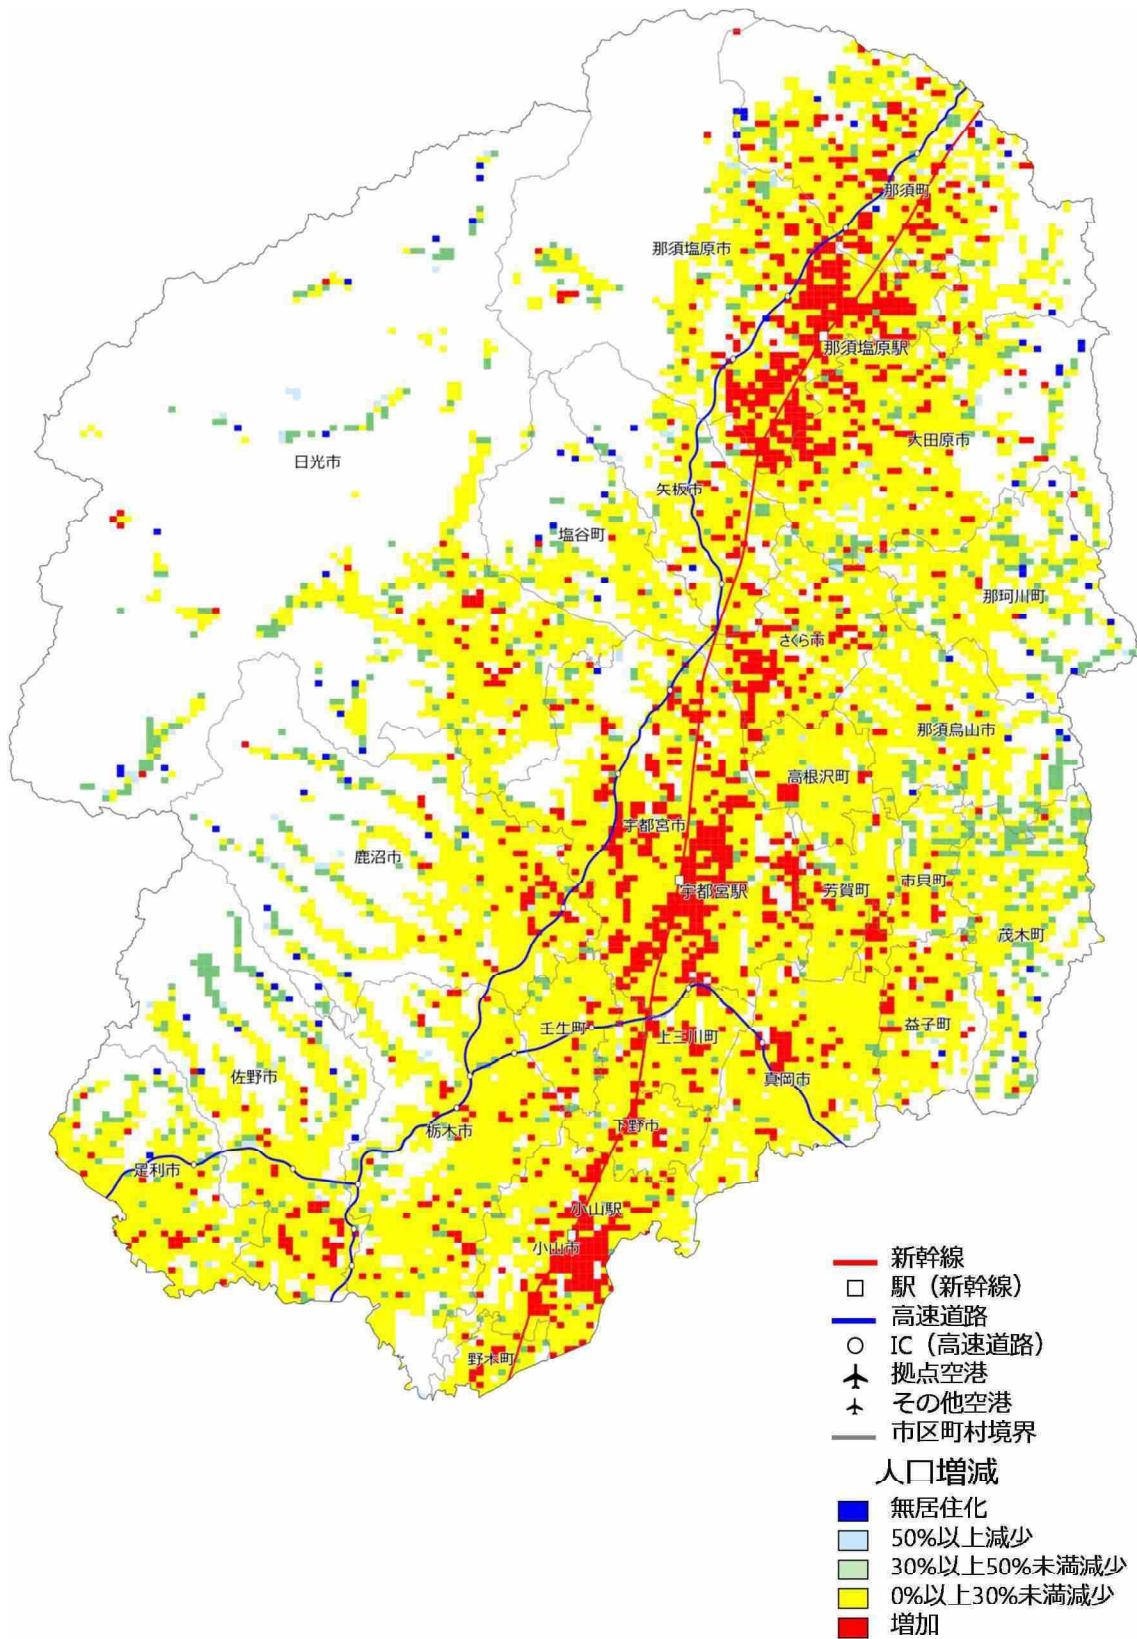 那須町
那須塩原市
那須塩原駅
大田原市
日光市
矢板市
塩谷町
那珂川町
さくら市
那須烏山市
高根沢町
宇都宮市
鹿沼市
宇都宮駅
芳賀町
市貝町
茂木町
益子町
壬生町
上三川町
佐野市
真岡市
下野市
栃木市
足利市
小山駅
小山市
野木町
新幹線
駅（新幹線）
高速道路
IC（高速道路）
拠点空港
その他空港
市区町村境界
人口増減
無居住化
50%以上減少
30%以上50%未満減少
0%以上30%未満減少
増加